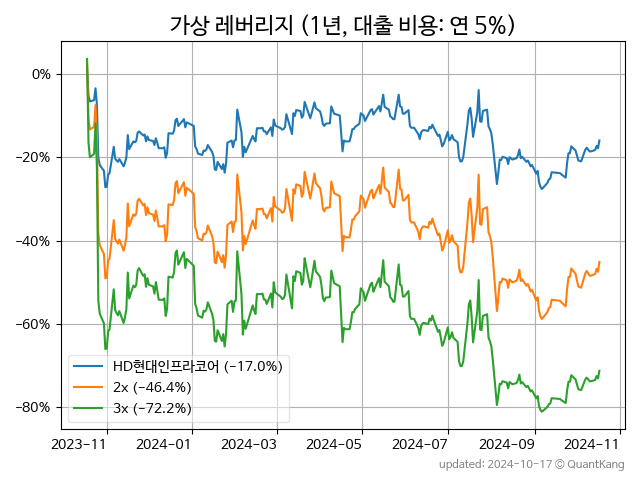 가상 레버리지 (1년, 대출 비용: 연 5%)
0%
−20%
−40%
−60%
−80%
HD현대인프라코어 (−17.0%)
2x (−46.4%)
3x (−72.2%)
2023−11 2024−01 2024−03 2024−05 2024−07 2024−09 2024−11
updated: 2024-10-17 © QuantKang